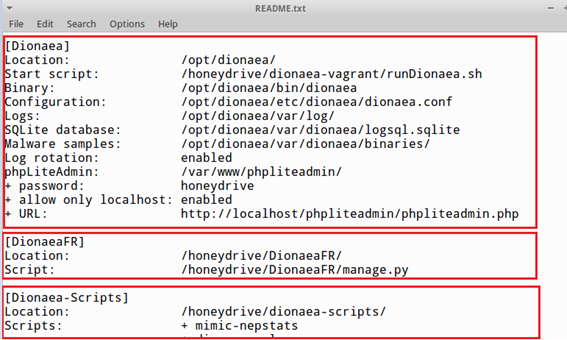 README.txt
File Edit Search Options Help
[Dionaea]
Location: /opt/dionaea/
Start script: /honeydrive/dionaea-vagrant/runDionaea.sh
Binary: /opt/dionaea/bin/dionaea
Configuration: /opt/dionaea/etc/dionaea/dionaea.conf
Logs: /opt/dionaea/var/log/
SQLite database: /opt/dionaea/var/dionaea/logsql.sqlite
Malware samples: /opt/dionaea/var/dionaea/binaries/
Log rotation: enabled
phpLiteAdmin: /var/www/phpliteadmin/
+ password: honeydrive
+ allow only localhost: enabled
+ URL: http://localhost/phpliteadmin/phpliteadmin.php
[DionaeaFR]
Location: /honeydrive/DionaeaFR/
Script: /honeydrive/DionaeaFR/manage.py
[Dionaea-Scripts]
Location: /honeydrive/dionaea-scripts/
Scripts: + mimic-nepstats